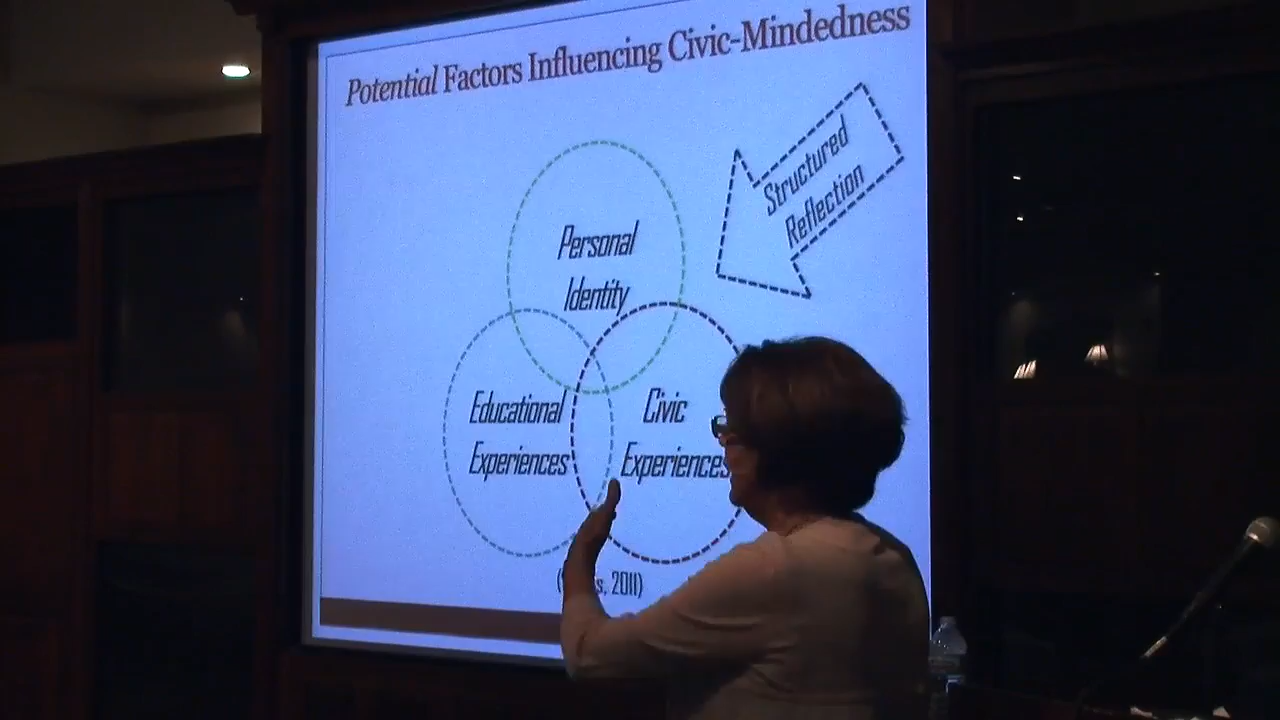 Potential Factors Influencing Civic-Mindedness
Structured
Reflection
Personal
Identity
Educational
Experiences
Civic
Experiences
2011)